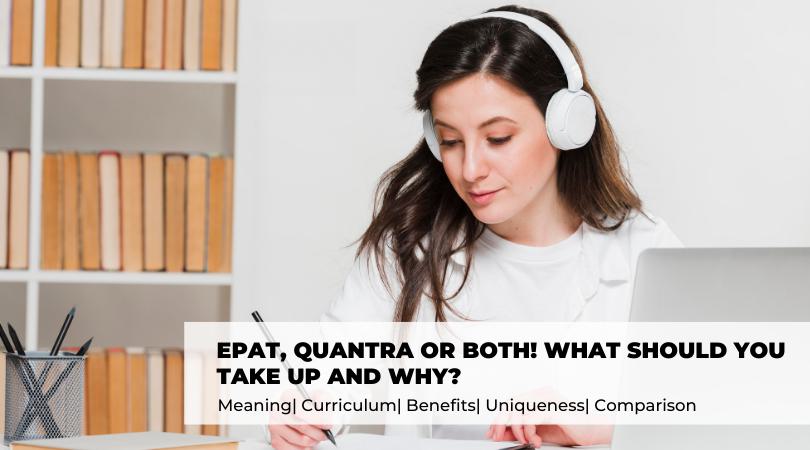 EPAT, QUANTRA OR BOTH! WHAT SHOULD YOU
TAKE UP AND WHY?
Meaning| Curriculum| Benefits| Uniqueness| Comparison